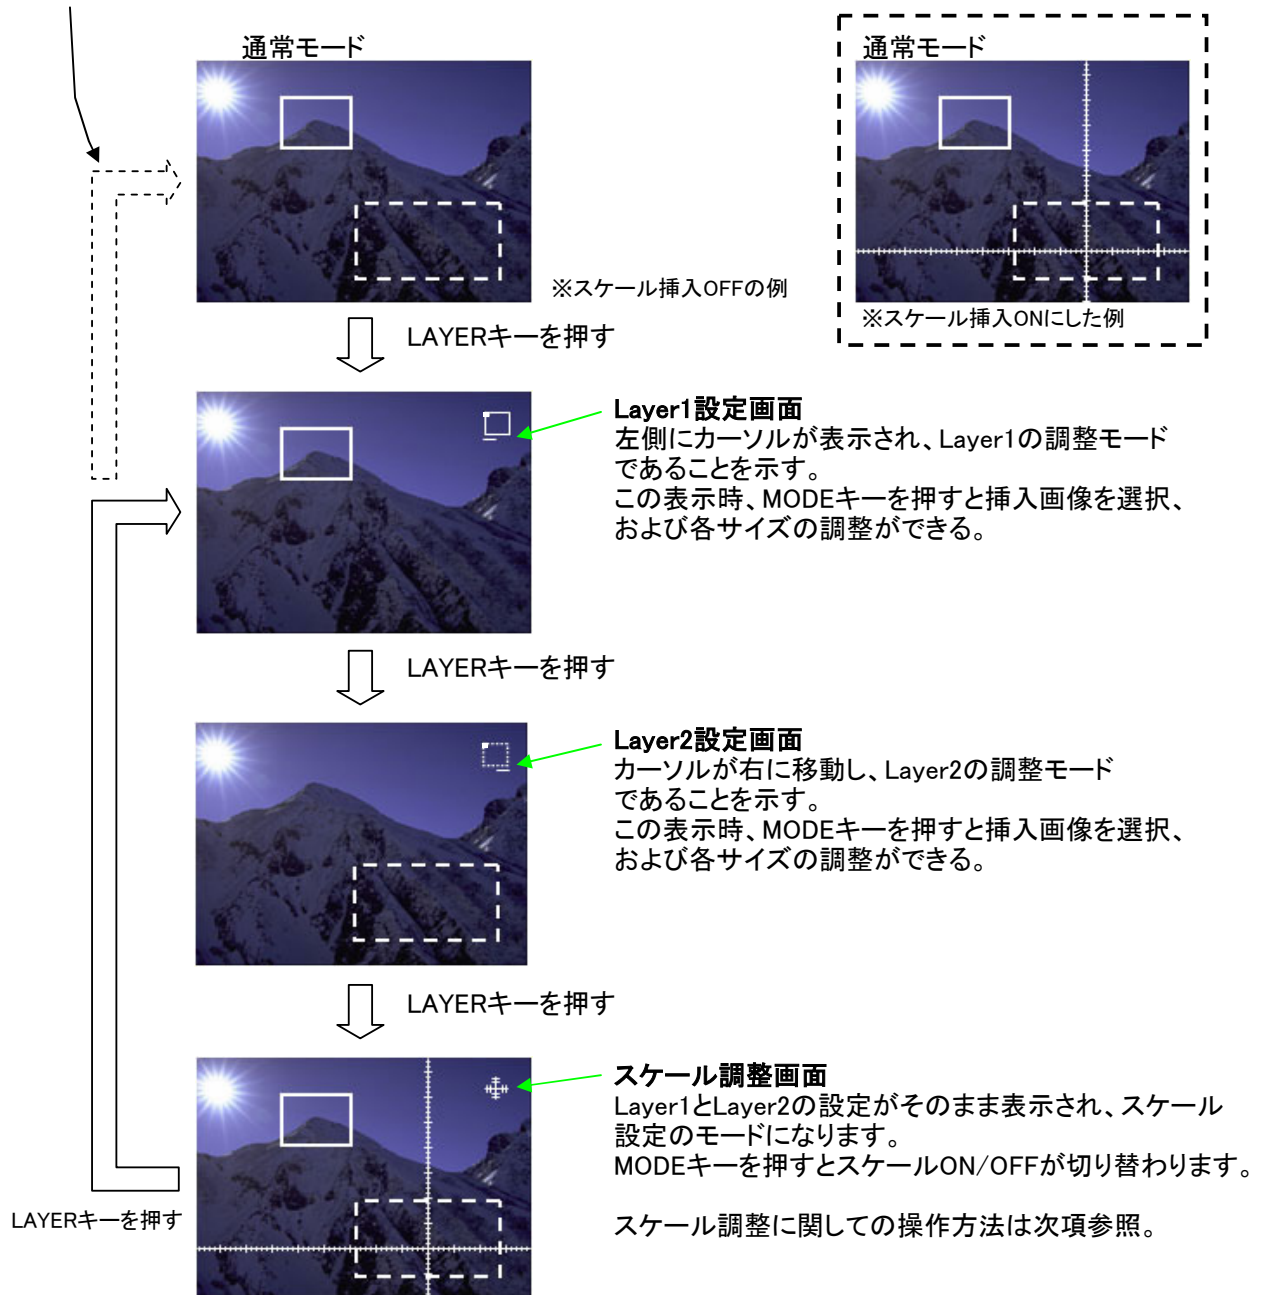 通常モード
通常モード
※スケール挿入OFFの例
※スケール挿入ONにした例
LAYERキーを押す
Layer1設定画面
左側にカーソルが表示され、Layer1の調整モード
であることを示す。
この表示時、MODEキーを押すと挿入画像を選択、
および各サイズの調整ができる。
LAYERキーを押す
Layer2設定画面
カーソルが右に移動し、Layer2の調整モード
であることを示す。
この表示時、MODEキーを押すと挿入画像を選択、
および各サイズの調整ができる。
LAYERキーを押す
スケール調整画面
Layer1とLayer2の設定がそのまま表示され、スケール
設定のモードになります。
MODEキーを押すとスケールON/OFFが切り替わります。
スケール調整に関しての操作方法は次項参照。
LAYERキーを押す